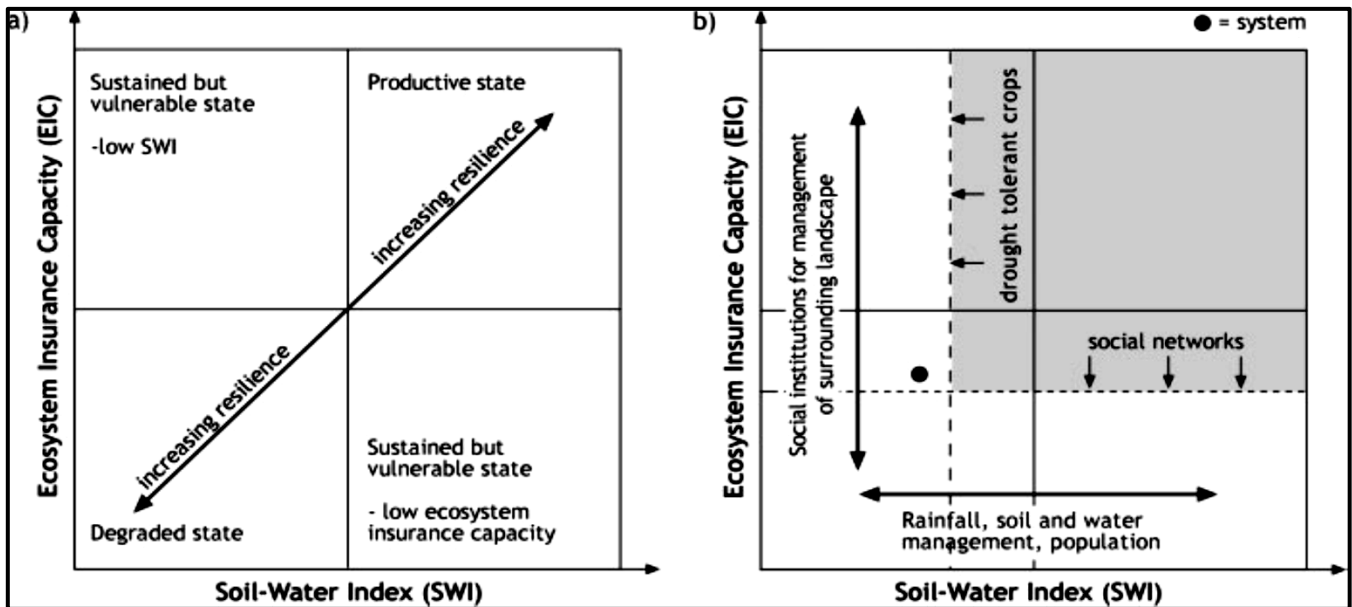 a)
Ecosystem Insurance Capacity (EIC)
Sustained but
vulnerable state
-low SWI
Productive state
increasing resilience
increasing resilience
Degraded state
Sustained but
vulnerable state
- low ecosystem
insurance capacity
Soil-Water Index (SWI)
b)
= system
Ecosystem Insurance Capacity (EIC)
Social institutions for management
of surrounding landscape
drought tolerant crops
social networks
Rainfall, soil and water
management, population
Soil-Water Index (SWI)